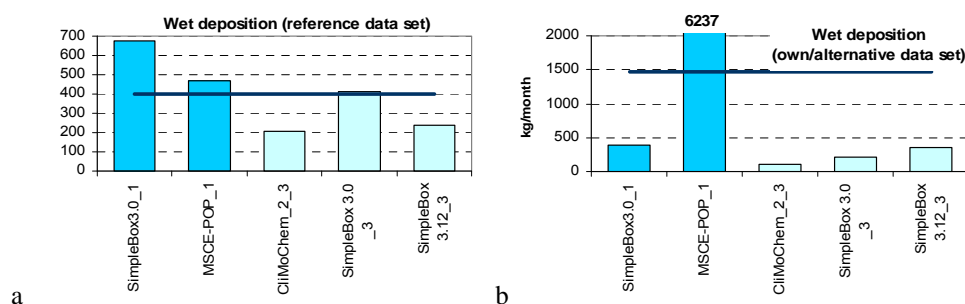 Wet deposition (reference data set)
700
600
500
400
300
200
100
0
SimpleBox3.0_1
MSCE-POP_1
CliMoChem_2_3
SimpleBox 3.0
_3
SimpleBox
3.12_3
a
6237
Wet deposition
(own/alternative data set)
kg/month
2000
1500
1000
500
0
SimpleBox3.0_1
MSCE-POP_1
CliMoChem_2_3
SimpleBox 3.0
_3
SimpleBox
3.12_3
b